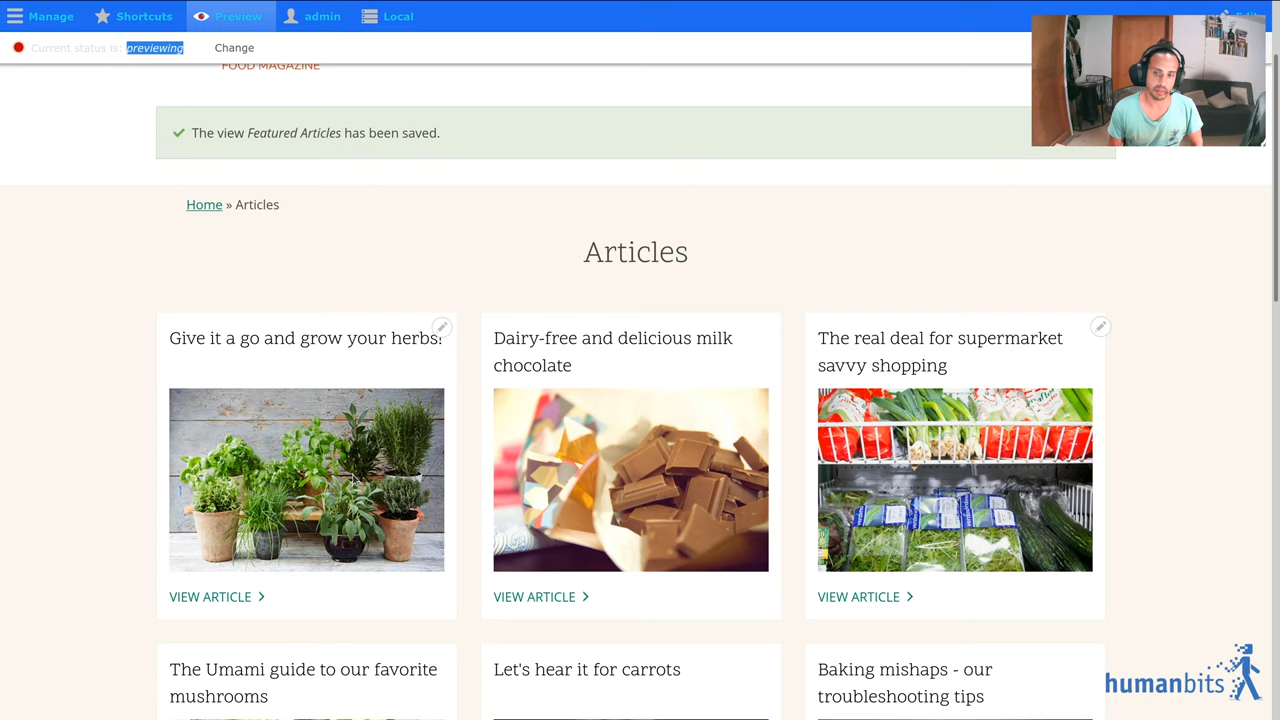 Manage Shortcuts Preview admin Local Edit
Current status is: previewing Change
FOOD MAGAZINE
The view Featured Articles has been saved.
Home » Articles
Articles
Give it a go and grow your herbs!
Dairy-free and delicious milk
chocolate
The real deal for supermarket
savvy shopping
VIEW ARTICLE
VIEW ARTICLE
VIEW ARTICLE
The Umami guide to our favorite
mushrooms
Let's hear it for carrots
Baking mishaps - our
troubleshooting tips
humanbits